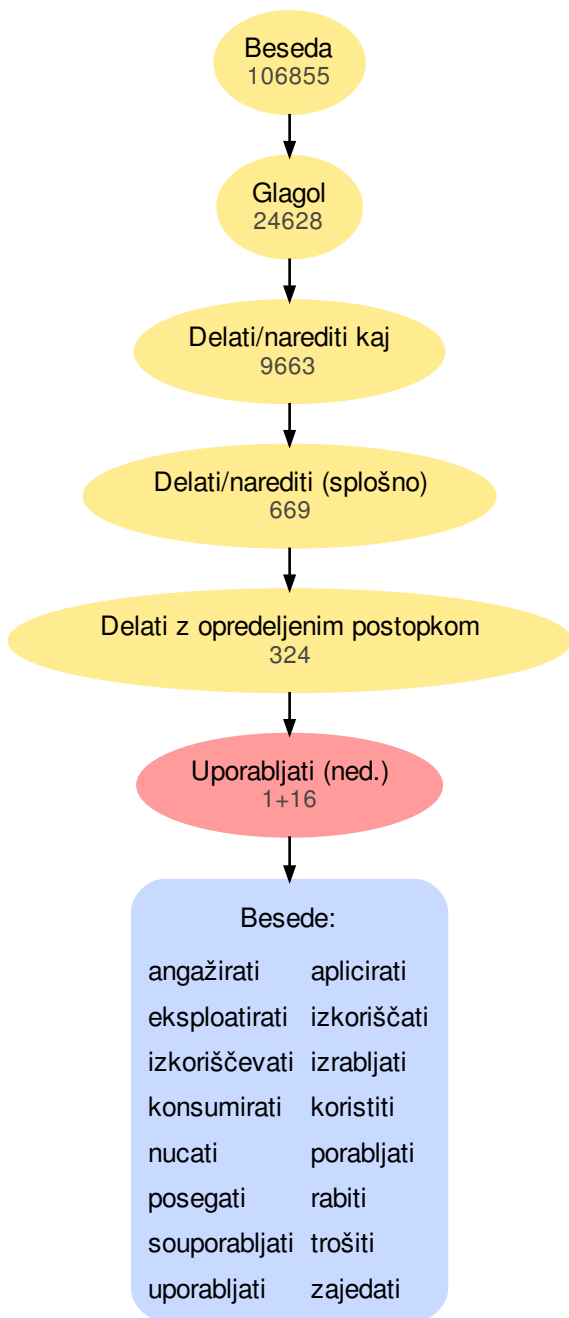 Beseda
106855
Glagol
24628
Delati/narediti kaj
9663
Delati/narediti (splošno)
669
Delati z opredeljenim postopkom
324
Uporabljati (ned.)
1+16
Besede:
angažirati aplicirati
eksploatirati izkoriščati
izkoriščevati izrabljati
konsumirati koristiti
nucati porabljati
posegati rabiti
souporabljati trošiti
uporabljati zajedati